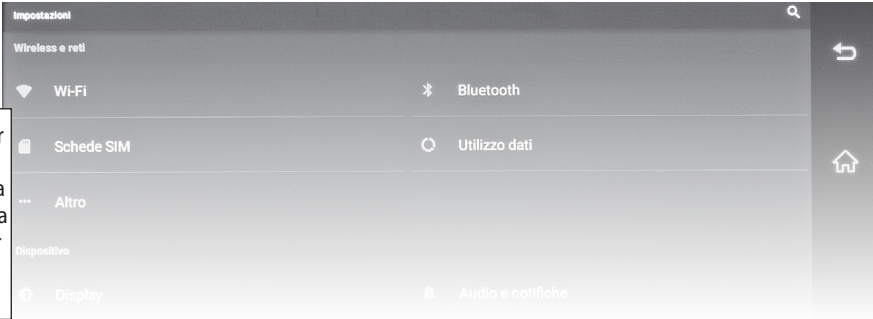 Impostazioni
Wireless e reti
Wi-Fi
Bluetooth
Schede SIM
Utilizzo dati
Altro
Dispositivo
Display
Audio e notifiche
r
a
a